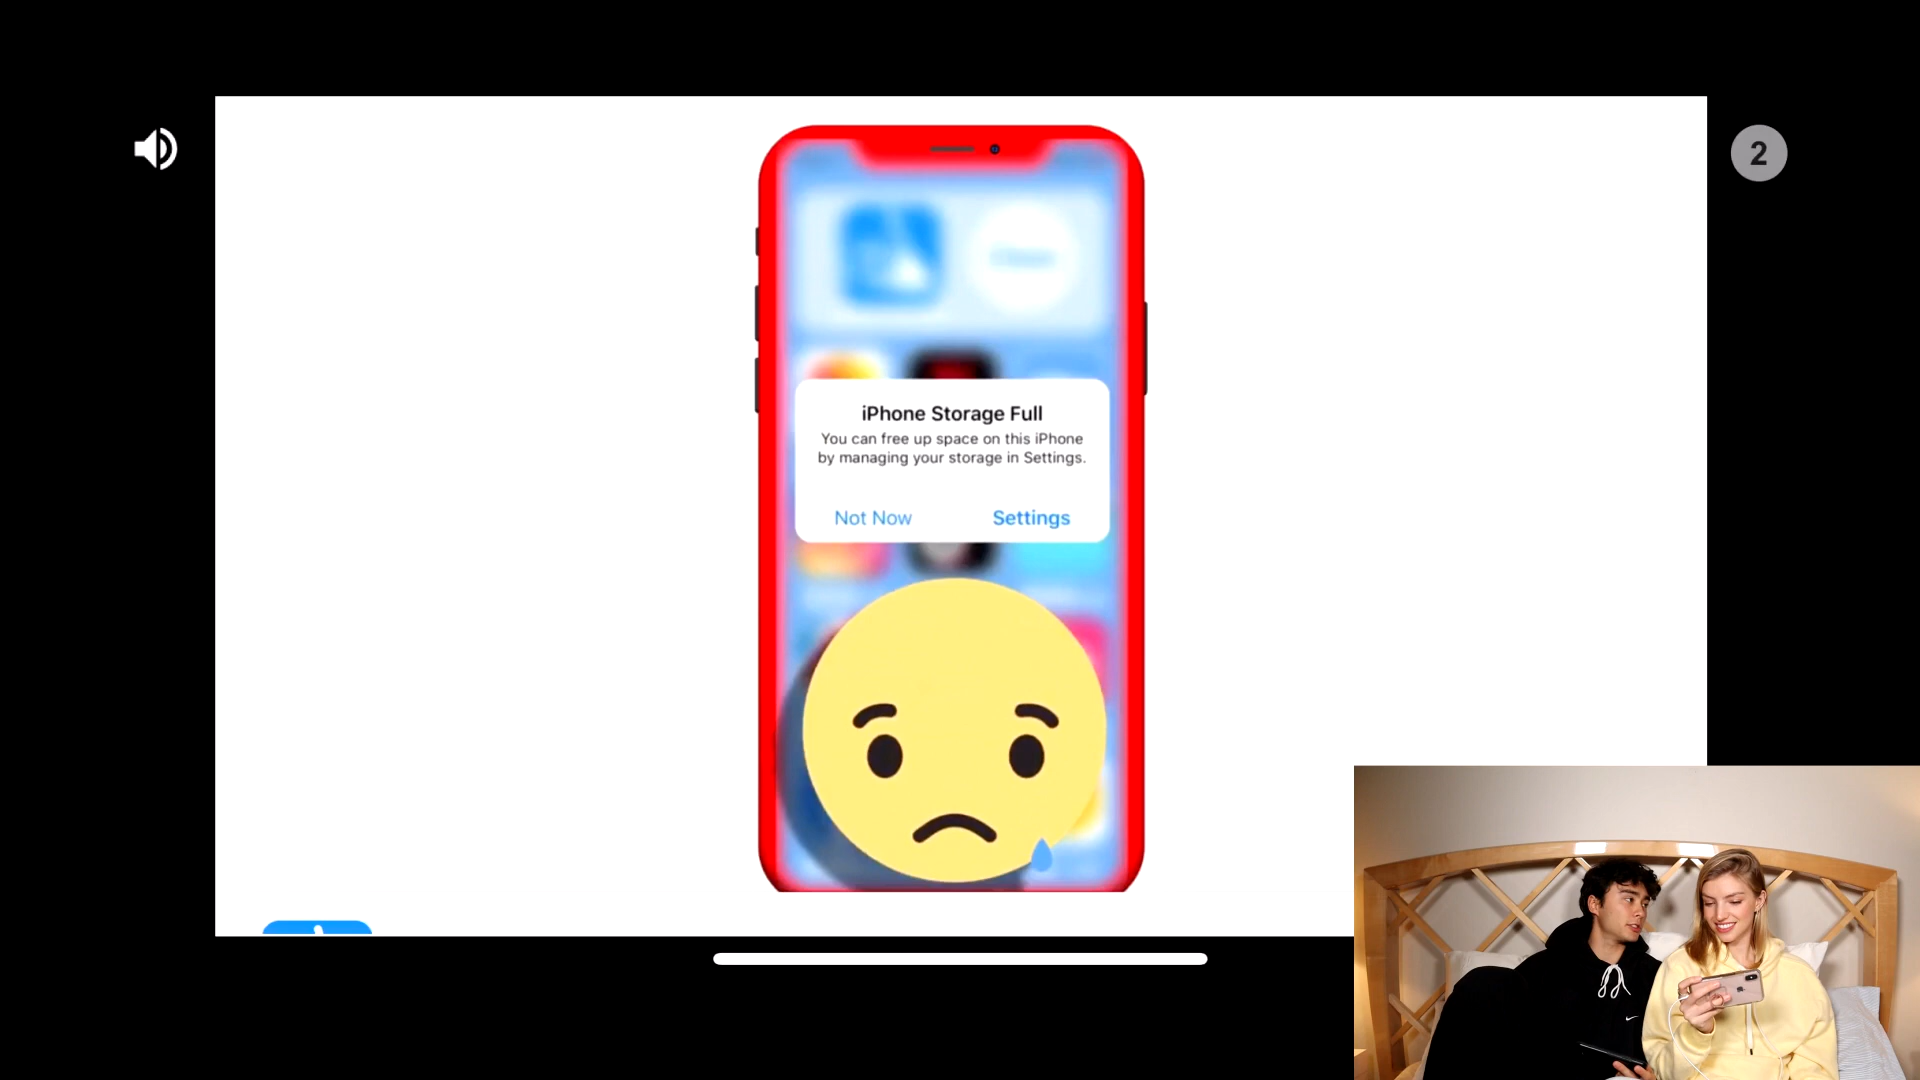 2
iPhone Storage Full
You can free up space on this iPhone
by managing your storage in Settings.
Not Now
Settings